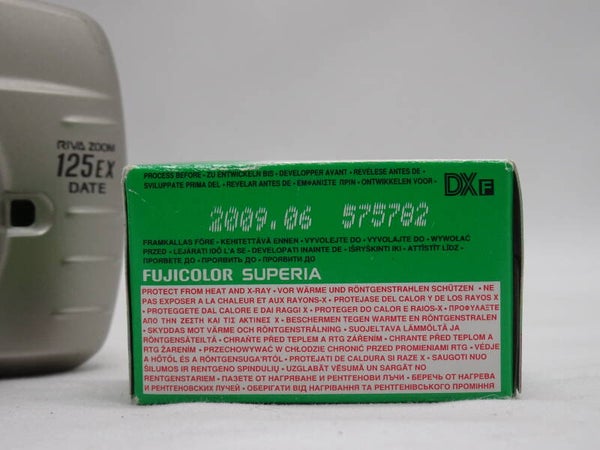 RIVA ZOOM
125EX
DATE
PROCESS BEFORE • ZU ENTWICKELN BIS • DEVELOPPER AVANT • REVELESE ANTES DE •
SVILUPPATE PRIMA DEL • REVELAR ANTES DE • ΕΜΦΑΝΙΣΤΕ ΠΡΙΝ • ONTWIKKELEN VOOR •
DX F
2009.06 575782
FRAMKALLAS FÖRE • KEHITETTÄVÄ ENNEN • VYVOLEJTE DO • VYVOLAJTE DO • WYWOŁAĆ
PRZED • LEJÁRATI IDŐ L'A SE • DEVELOPATI INAINTE DE • IŠRYSKINTI IKI • ATTĪSTĪT LĪDZ •
ПРОЯВЕТЕ ДО • ПРОЯВИТЬ ДО • ПРОЯВИТИ ДО
FUJICOLOR SUPERIA
PROTECT FROM HEAT AND X-RAY • VOR WÄRME UND RÖNTGENSTRAHLEN SCHÜTZEN • NE
PAS EXPOSER A LA CHALEUR ET AUX RAYONS-X • PROTEJASE DEL CALOR Y DE LOS RAYOS X
• PROTEGGETE DAL CALORE E DAI RAGGI X • PROTEGER DO CALOR E RAIOS-X • ΠΡΟΦΥΛΑΞΤΕ
ΑΠΟ ΤΗΝ ΖΕΣΤΗ ΚΑΙ ΤΙΣ ΑΚΤΙΝΕΣ Χ • BESCHERMEN TEGEN WARMTE EN RÖNTGENSTRALEN
• SKYDDAS MOT VÄRME OCH RÖNTGENSTRÅLNING • SUOJELTAVA LÄMMÖLTÄ JA
RÖNTGENSÄTEILTÄ • CHRAŇTE PŘED TEPLEM A RTG ZÁŘENÍM • CHRANTE PŘED TEPLOM A
RTG ŽARENÍM • PRZECHOWYWAĆ W CHŁODZIE CHRONIĆ PRZED PROMIENIAMI RTG • VÉDJE
A HŐTŐL ÉS A RÖNTGENSUGÁRTÓL • PROTEJATI DE CALDURA SI RAZE X • SAUGOTI NUO
ŠILUMOS IR RENTGENO SPINDULIŲ • UZGLABĀT VĒSUMĀ UN SARGĀT NO
RENTGENSTARIEM • ПАЗЕТЕ ОТ НАГРЯВАНЕ И РЕНТГЕНОВИ ЛЪЧИ • БЕРЕЧЬ ОТ НАГРЕВА
И РЕНТГЕНОВСКИХ ЛУЧЕЙ • ОБЕРІГАТИ ВІД НАГРІВАННЯ ТА РЕНТГЕНІВСЬКОГО ПРОМІННЯ